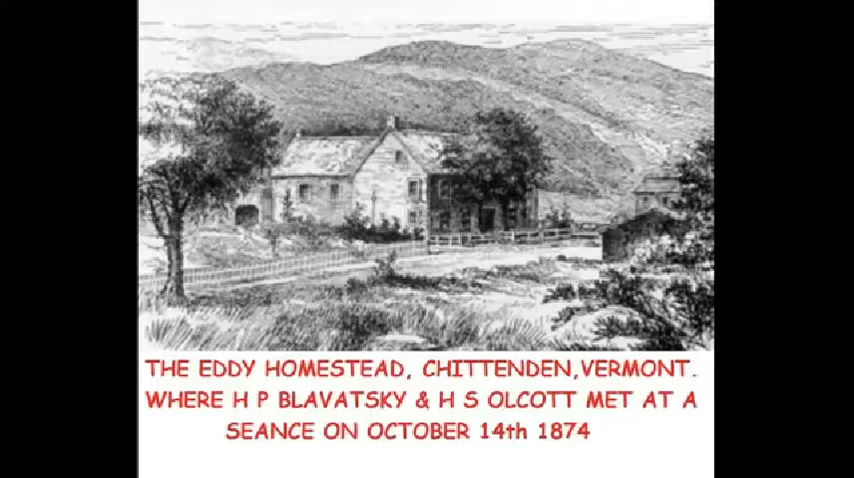 THE EDDY HOMESTEAD, CHITTENDEN,VERMONT.
WHERE H P BLAVATSKY & H S OLCOTT MET AT A
SEANCE ON OCTOBER 14th 1874